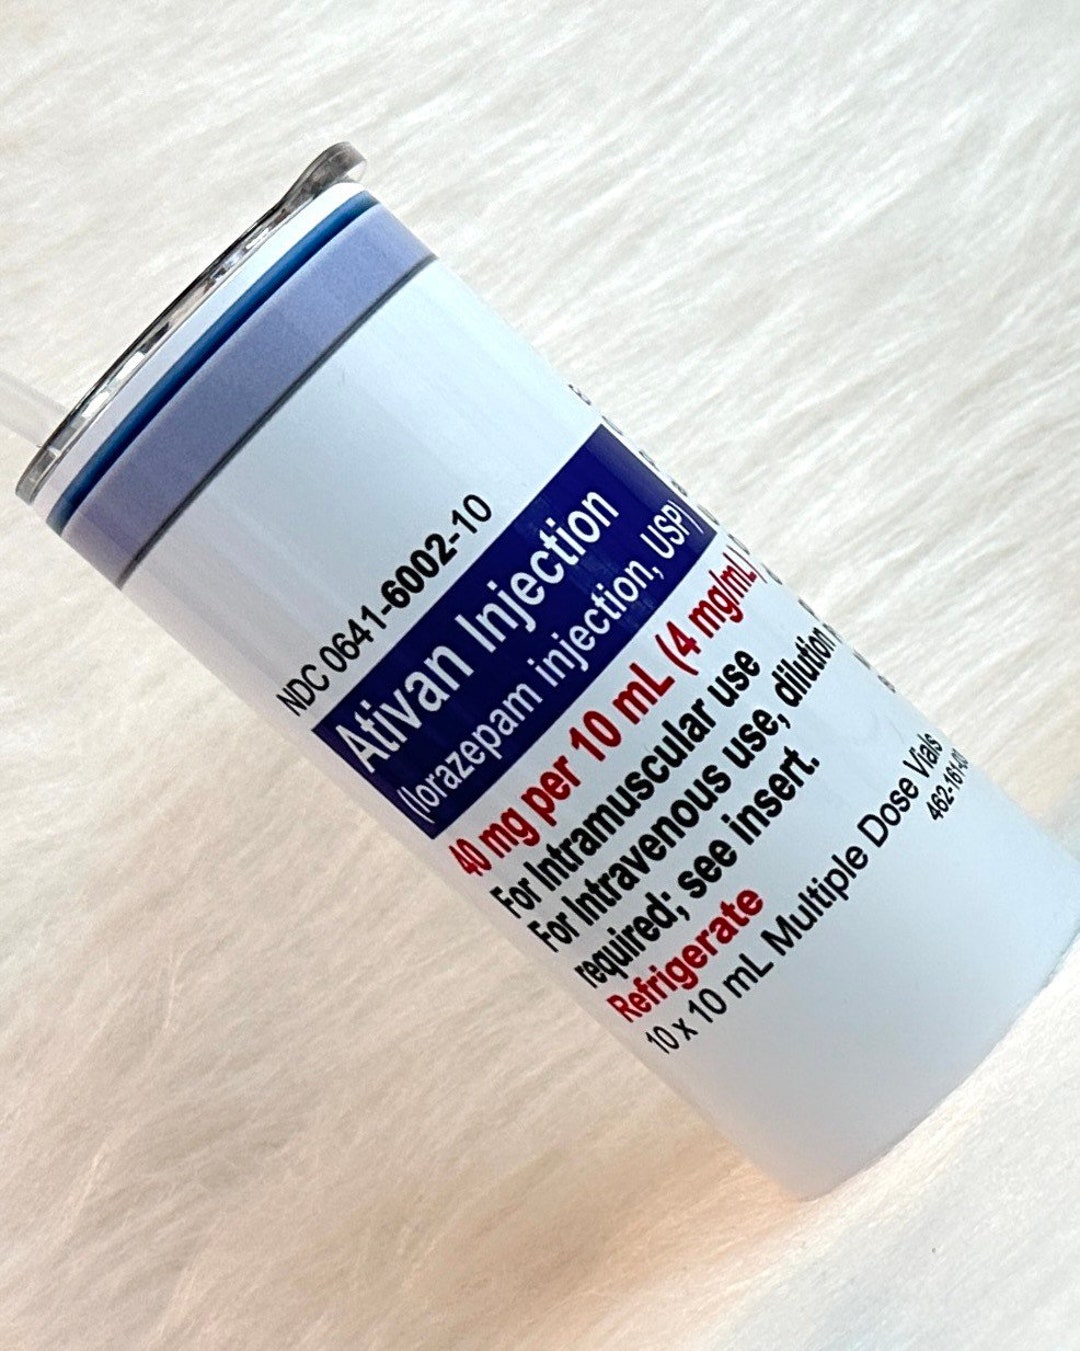 NDC 0641-6002-10
Ativan Injection
(lorazepam injection, USP)
40 mg per 10 mL (4 mg/mL)
For Intramuscular use
For Intravenous use, dilution
required; see insert.
Refrigerate
10 x 10 mL Multiple Dose Vials